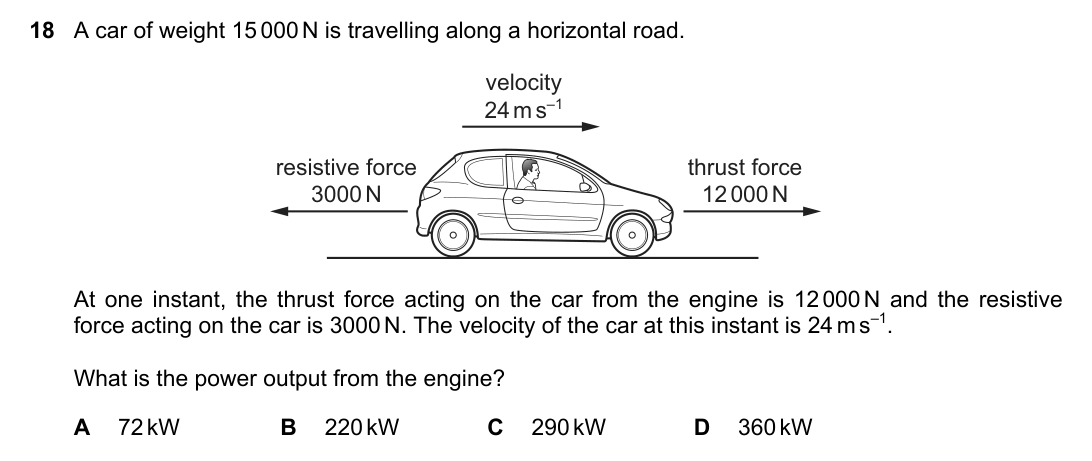 18 A car of weight 15 000 N is travelling along a horizontal road.
velocity
24 m s⁻¹
resistive force
3000 N
thrust force
12 000 N
At one instant, the thrust force acting on the car from the engine is 12 000 N and the resistive
force acting on the car is 3000 N. The velocity of the car at this instant is 24 m s⁻¹.
What is the power output from the engine?
A 72 kW B 220 kW C 290 kW D 360 kW